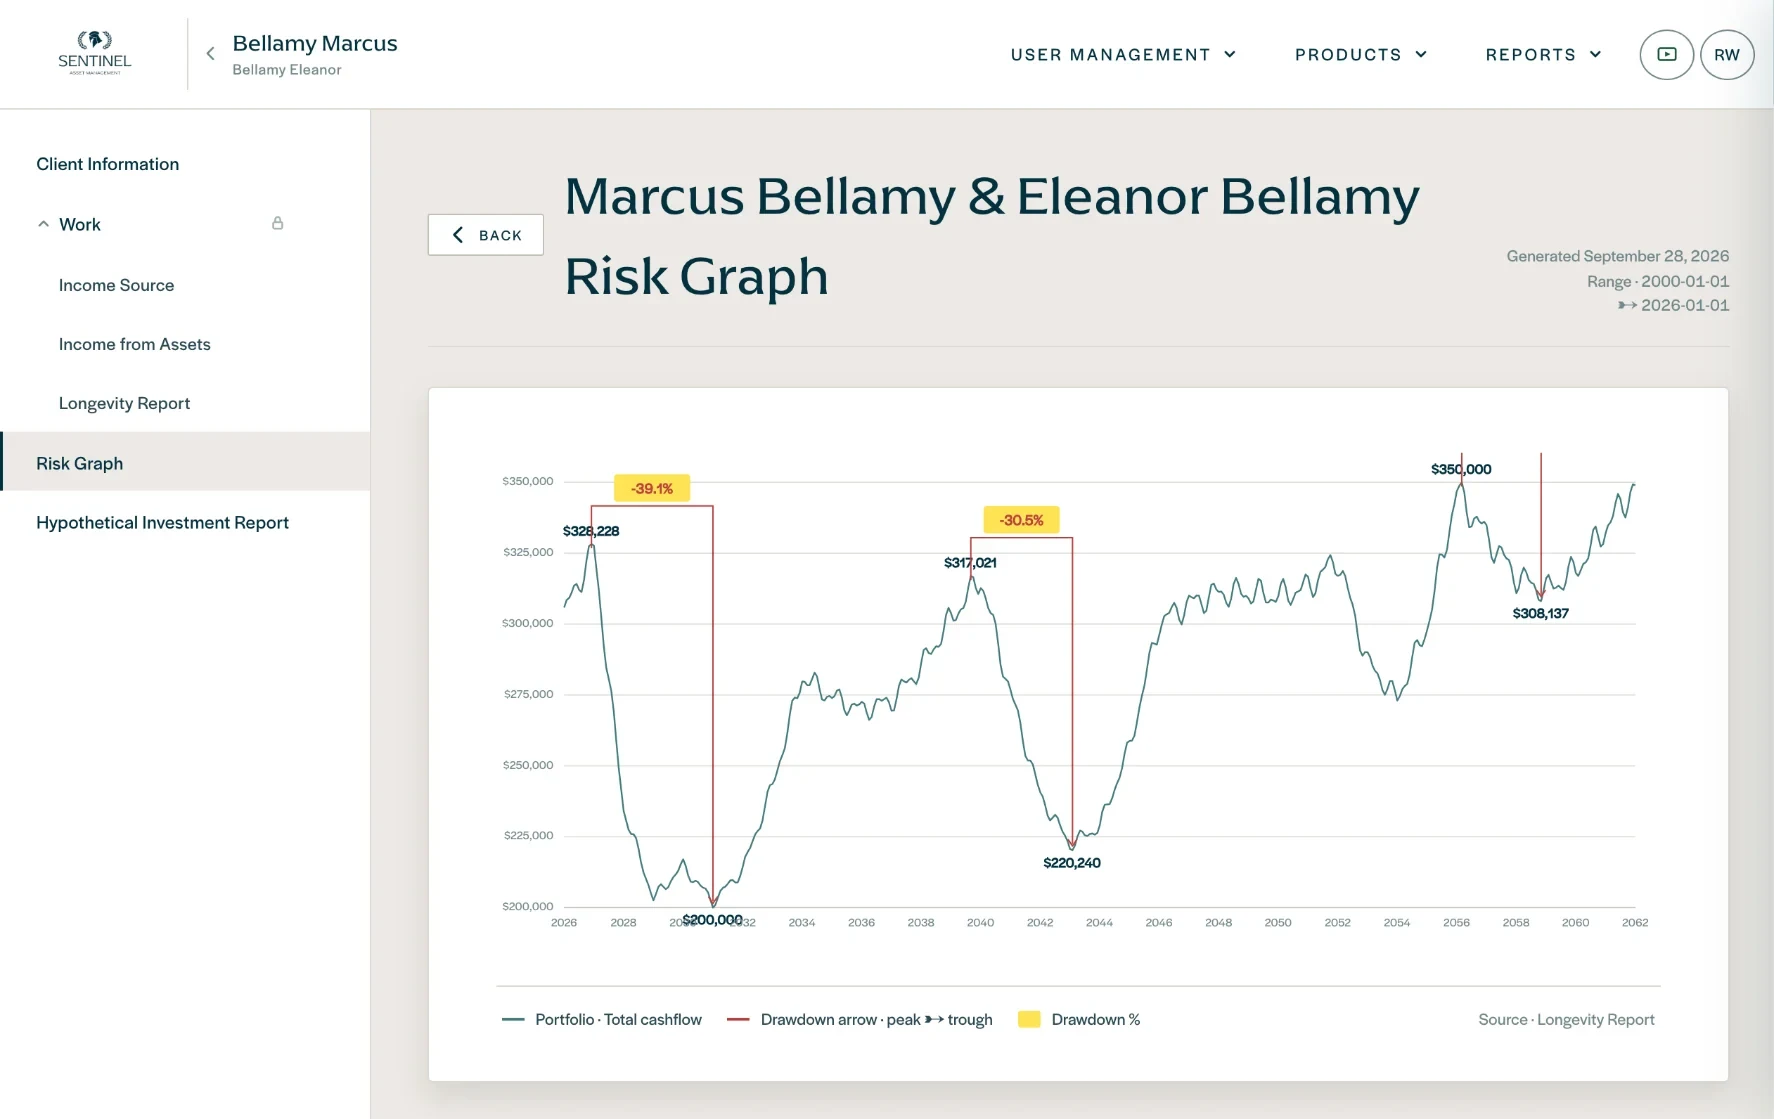 SENTINEL
ASSET MANAGEMENT
Bellamy Marcus
Bellamy Eleanor
USER MANAGEMENT
PRODUCTS
REPORTS
RW
Client Information
Work
Income Source
Income from Assets
Longevity Report
Risk Graph
Hypothetical Investment Report
BACK
Marcus Bellamy & Eleanor Bellamy
Risk Graph
Generated September 28, 2026
Range · 2000-01-01
➳ 2026-01-01
$350,000
$325,000
$300,000
$275,000
$250,000
$225,000
$200,000
-39.1%
$328,228
$200,000
-30.5%
$317,021
$220,240
$350,000
$308,137
2026 2028 2032 2034 2036 2038 2040 2042 2044 2046 2048 2050 2052 2054 2056 2058 2060 2062
Portfolio · Total cashflow
Drawdown arrow · peak ➳ trough
Drawdown %
Source · Longevity Report